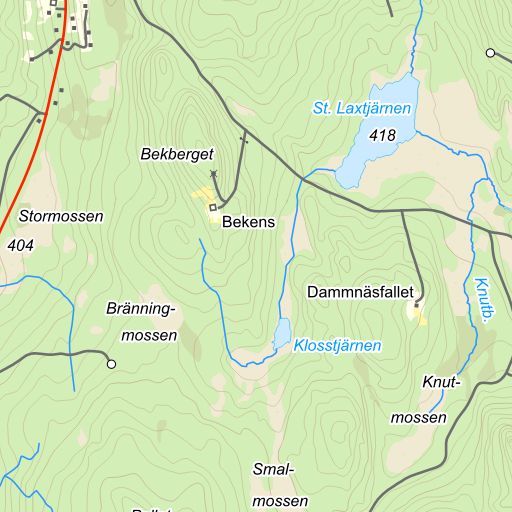 St. Laxtjärnen
418
Bekberget
Stormossen
Bekens
404
Dammnäsfallet
Knutb.
Bränning-
mossen
Klosstjärnen
Knut-
mossen
Smal-
mossen